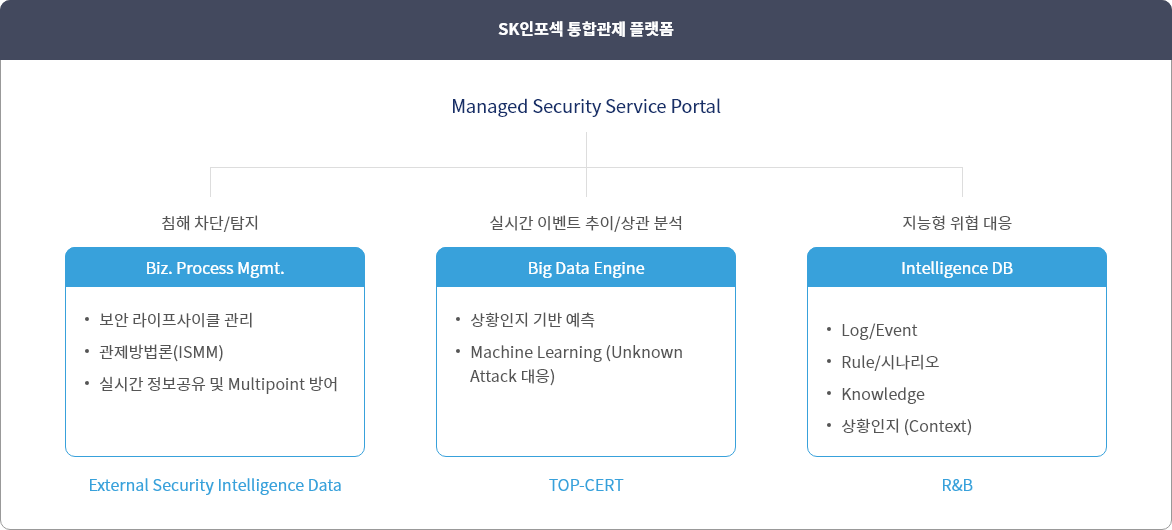 SK인포섹 통합관제 플랫폼
Managed Security Service Portal
침해 차단/탐지
Biz. Process Mgmt.
• 보안 라이프사이클 관리
• 관제방법론(ISMM)
• 실시간 정보공유 및 Multipoint 방어
External Security Intelligence Data
실시간 이벤트 추이/상관 분석
Big Data Engine
• 상황인지 기반 예측
• Machine Learning (Unknown
Attack 대응)
TOP-CERT
지능형 위협 대응
Intelligence DB
• Log/Event
• Rule/시나리오
• Knowledge
• 상황인지 (Context)
R&B